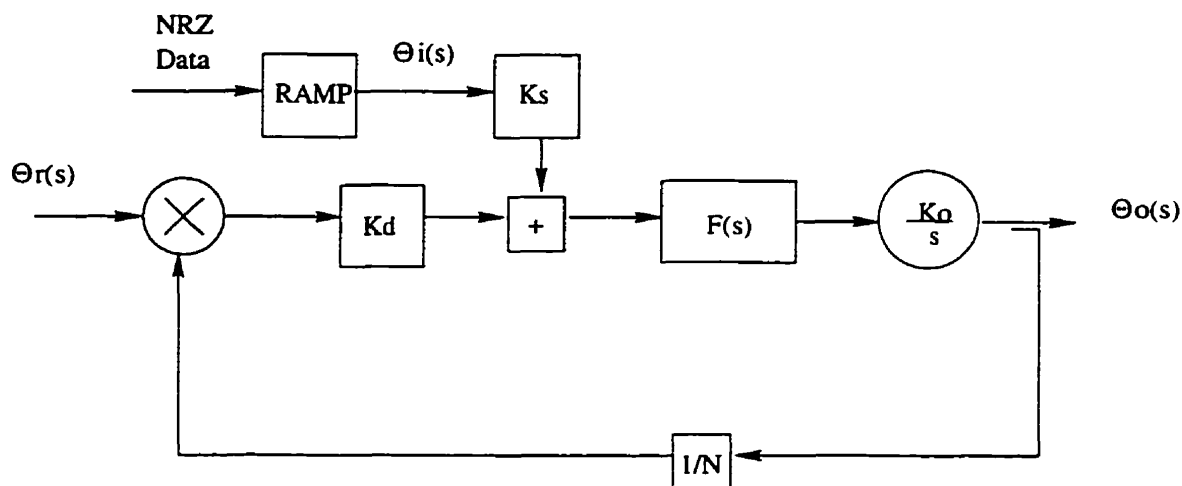 NRZ
Data
Θi(s)
RAMP
Ks
Θr(s)
Kd
+
F(s)
Ko
s
Θo(s)
1/N